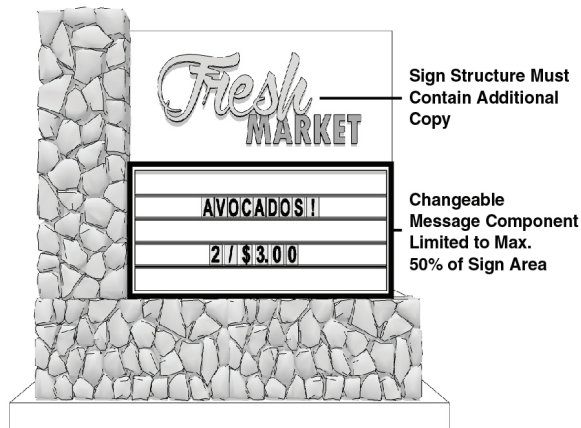 Fresh
MARKET
Sign Structure Must
Contain Additional
Copy
AVOCADOS!
2/$3.00
Changeable
Message Component
Limited to Max.
50% of Sign Area